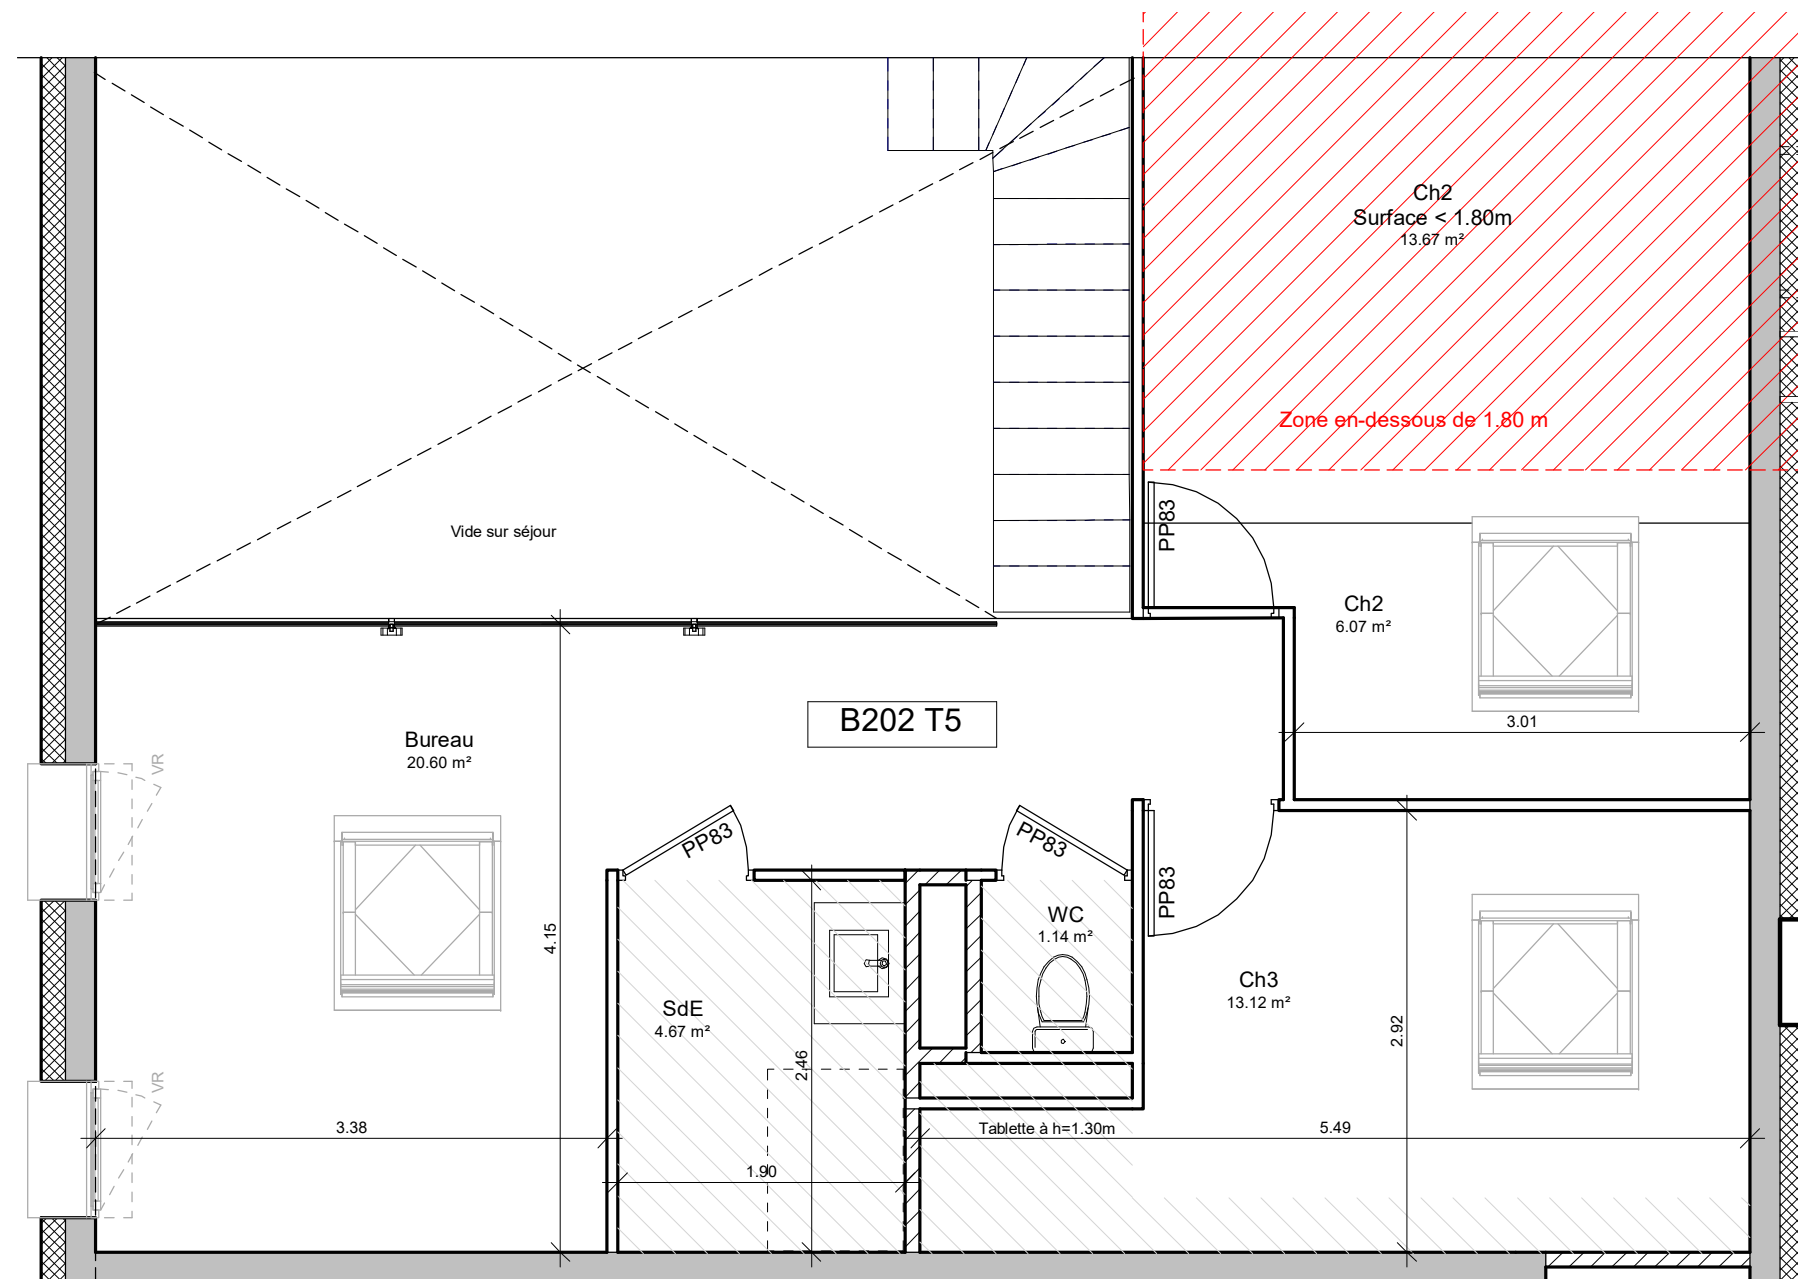 Ch2
Surface < 1.80m
13.67 m²
Zone en-dessous de 1.80 m
PP83
Vide sur séjour
Ch2
6.07 m²
3.01
B202 T5
Bureau
20.60 m²
VR
PP83
PP83
PP83
4.15
WC
1.14 m²
Ch3
13.12 m²
SdE
4.67 m²
2.46
2.92
VR
3.38
Tablette à h=1.30m
5.49
1.90